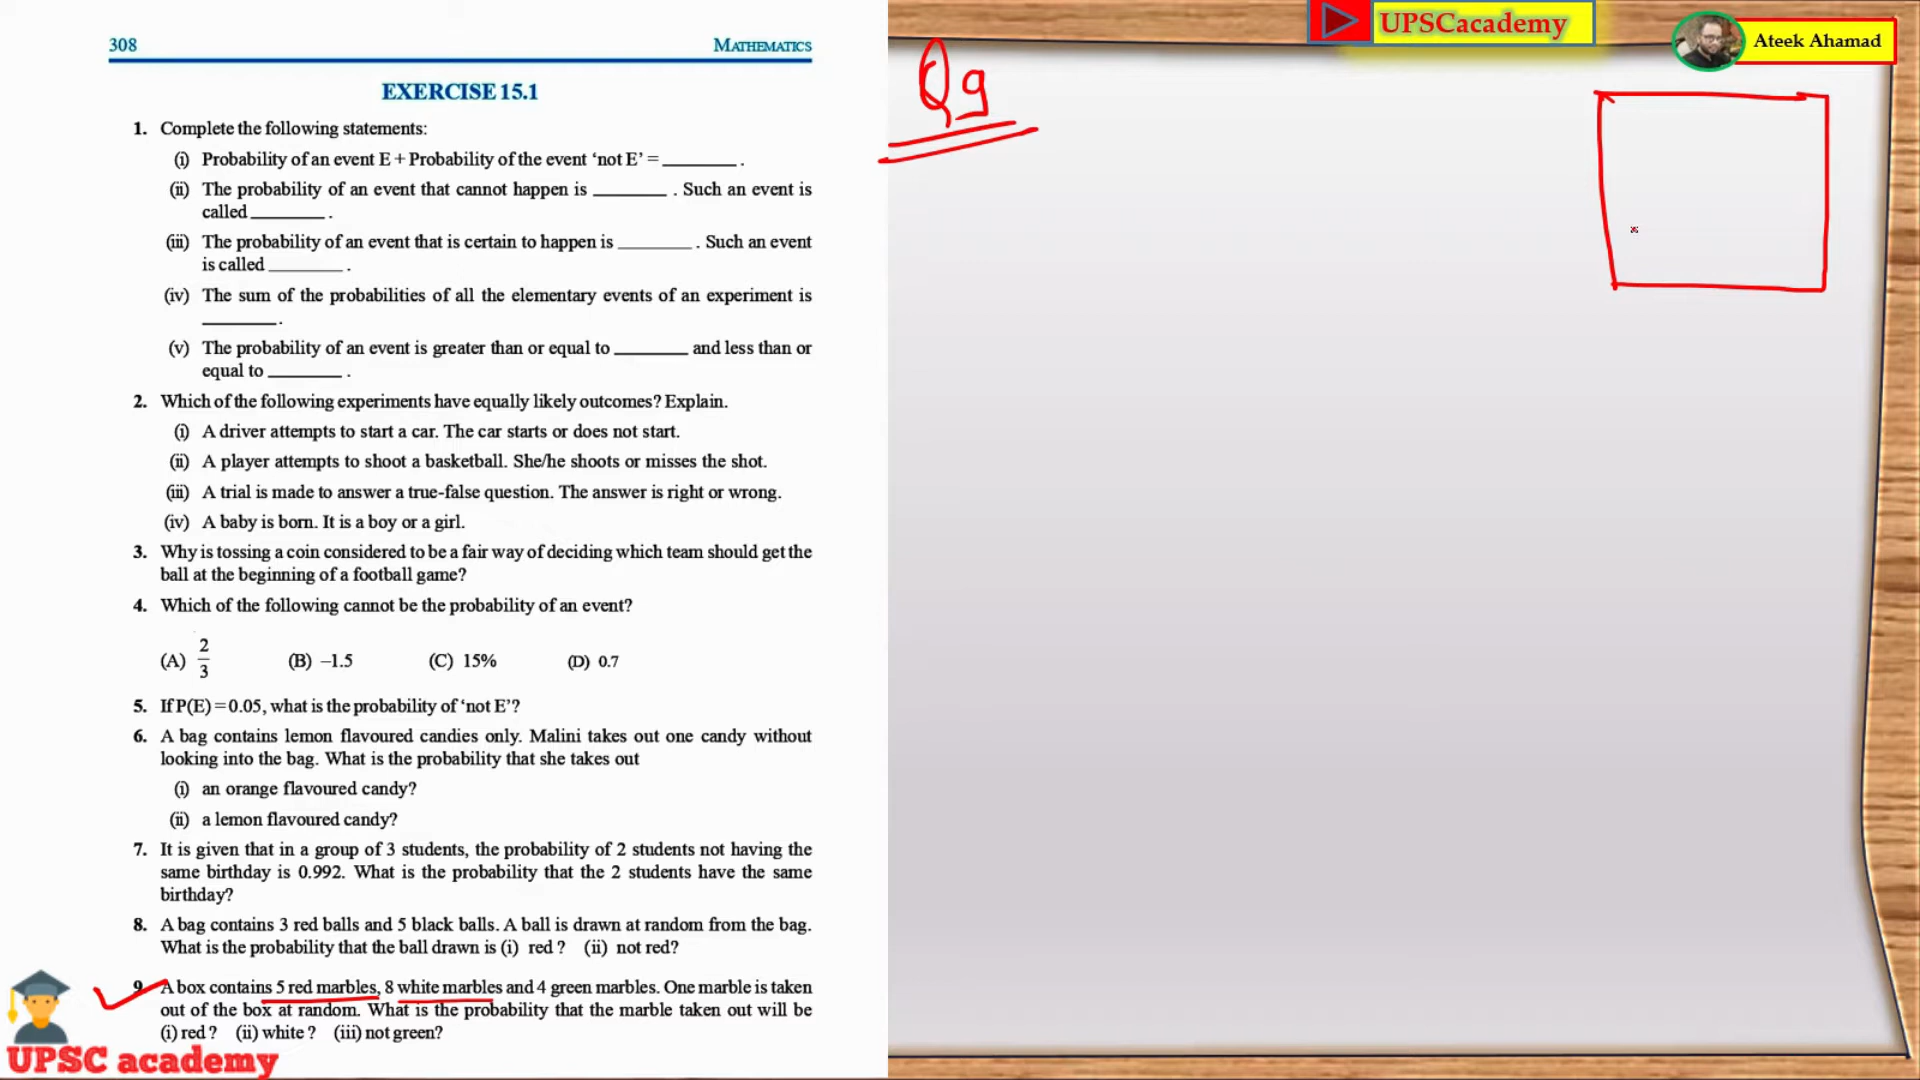 308 MATHEMATICS
EXERCISE 15.1
1. Complete the following statements:
(i) Probability of an event E + Probability of the event ‘not E’ = ________ .
(ii) The probability of an event that cannot happen is ________ . Such an event is
called ________ .
(iii) The probability of an event that is certain to happen is ________ . Such an event
is called ________ .
(iv) The sum of the probabilities of all the elementary events of an experiment is
________ .
(v) The probability of an event is greater than or equal to ________ and less than or
equal to ________ .
2. Which of the following experiments have equally likely outcomes? Explain.
(i) A driver attempts to start a car. The car starts or does not start.
(ii) A player attempts to shoot a basketball. She/he shoots or misses the shot.
(iii) A trial is made to answer a true-false question. The answer is right or wrong.
(iv) A baby is born. It is a boy or a girl.
3. Why is tossing a coin considered to be a fair way of deciding which team should get the
ball at the beginning of a football game?
4. Which of the following cannot be the probability of an event?
(A) 2/3 (B) –1.5 (C) 15% (D) 0.7
5. If P(E) = 0.05, what is the probability of ‘not E’?
6. A bag contains lemon flavoured candies only. Malini takes out one candy without
looking into the bag. What is the probability that she takes out
(i) an orange flavoured candy?
(ii) a lemon flavoured candy?
7. It is given that in a group of 3 students, the probability of 2 students not having the
same birthday is 0.992. What is the probability that the 2 students have the same
birthday?
8. A bag contains 3 red balls and 5 black balls. A ball is drawn at random from the bag.
What is the probability that the ball drawn is (i) red ? (ii) not red?
9. A box contains 5 red marbles, 8 white marbles and 4 green marbles. One marble is taken
out of the box at random. What is the probability that the marble taken out will be
(i) red ? (ii) white ? (iii) not green?
UPSC academy
Q9
UPSCacademy
Ateek Ahamad